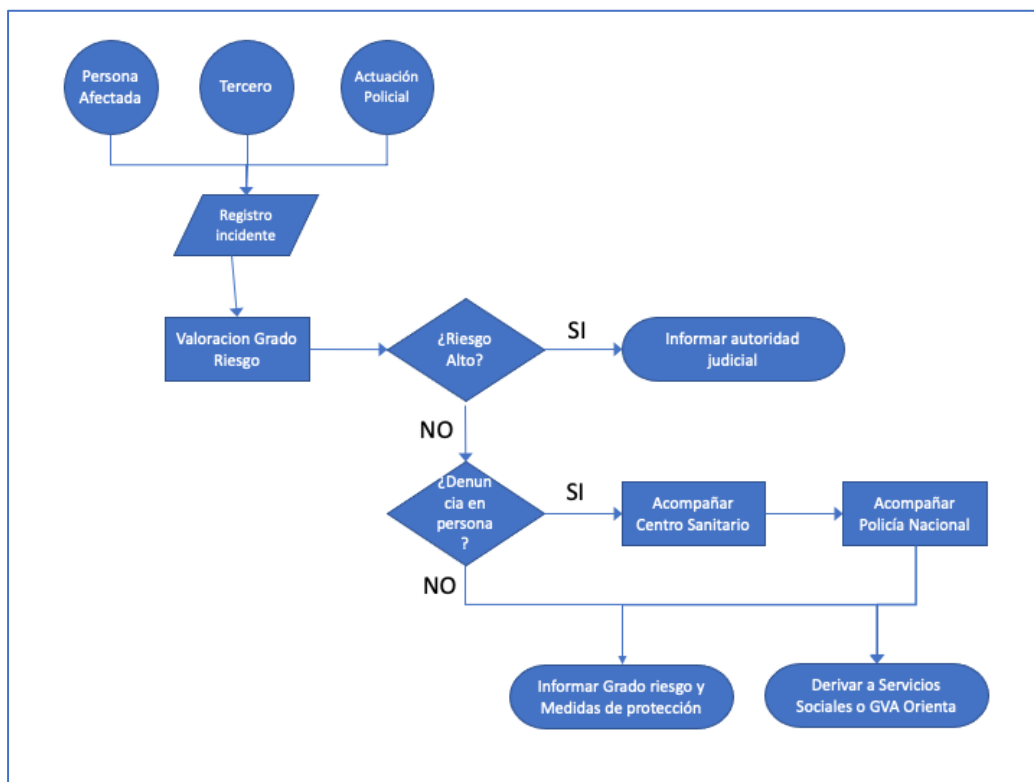 Persona
Afectada
Tercero
Actuación
Policial
Registro
incidente
Valoracion Grado
Riesgo
¿Riesgo
Alto?
SI
Informar autoridad
judicial
NO
¿Denun
cia en
persona
?
SI
Acompañar
Centro Sanitario
Acompañar
Policía Nacional
NO
Informar Grado riesgo y
Medidas de protección
Derivar a Servicios
Sociales o GVA Orienta